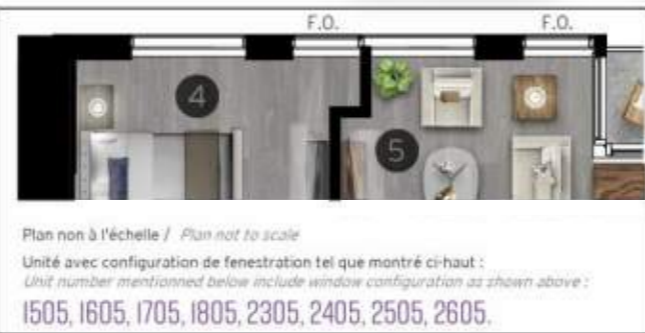 F.O. F.O.
4
5
Plan non à l'échelle / Plan not to scale
Unité avec configuration de fenestration tel que montré ci-haut :
Unit number mentionned below include window configuration as shown above :
1505, 1605, 1705, 1805, 2305, 2405, 2505, 2605.